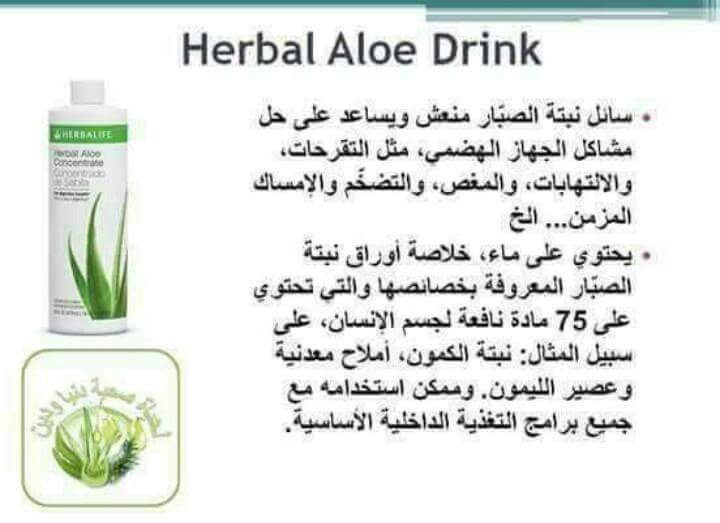 Herbal Aloe Drink
• سائل نبتة الصبّار منعش ويساعد على حل
مشاكل الجهاز الهضمي، مثل التقرحات،
والالتهابات، والمغص، والتضخّم والإمساك
المزمن... الخ
• يحتوي على ماء، خلاصة أوراق نبتة
الصبّار المعروفة بخصائصها والتي تحتوي
على 75 مادة نافعة لجسم الإنسان، على
سبيل المثال: نبتة الكمون، أملاح معدنية
وعصير الليمون. وممكن استخدامه مع
جميع برامج التغذية الداخلية الأساسية.
HERBALIFE
Herbal Aloe
Concentrate
Concentrado
de Sábila